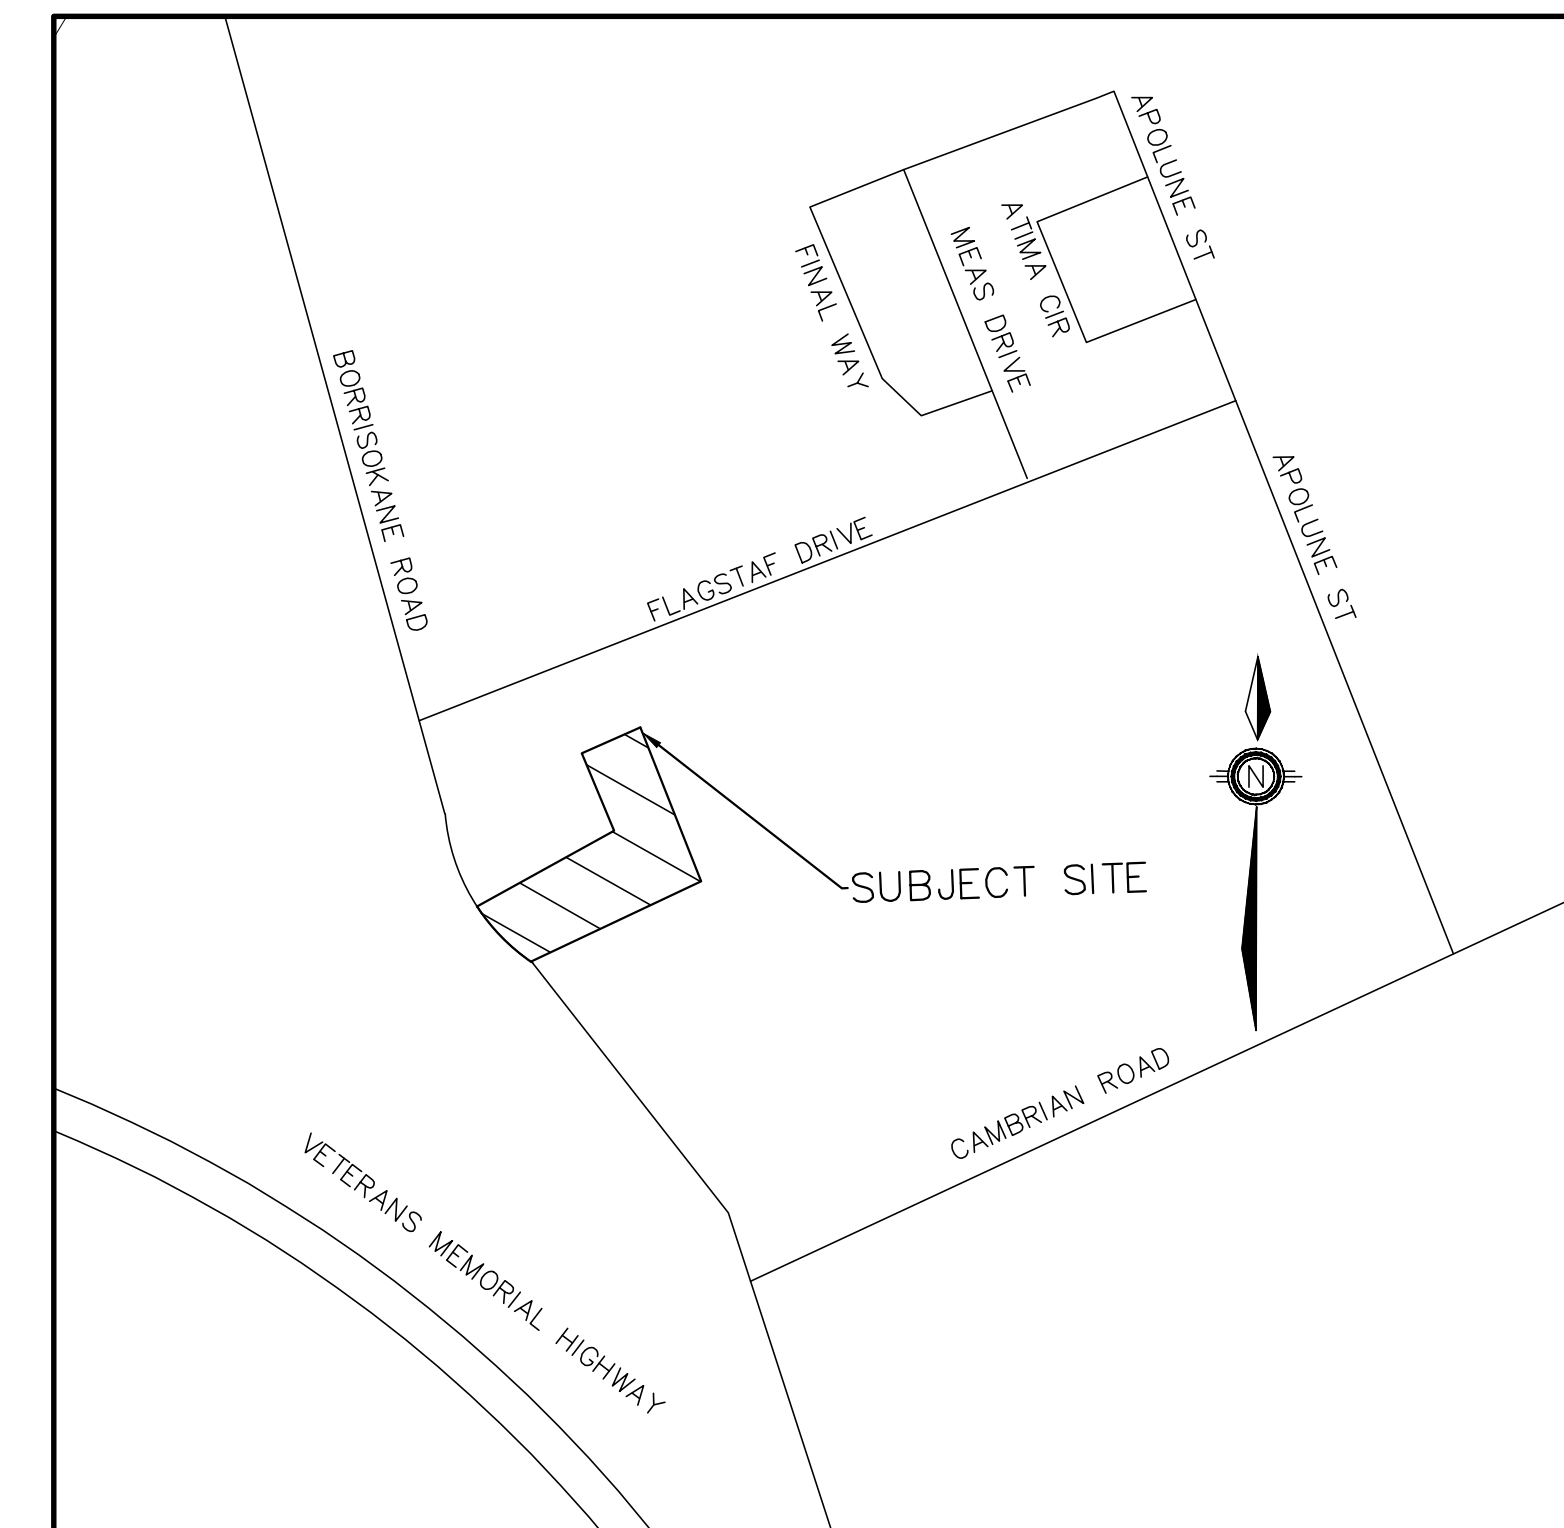 APOLUNE ST
ATIMA CIR
MEAS DRIVE
FINAL WAY
BORRISOKANE ROAD
APOLUNE ST
FLAGSTAF DRIVE
N
SUBJECT SITE
CAMBRIAN ROAD
VETERANS MEMORIAL HIGHWAY